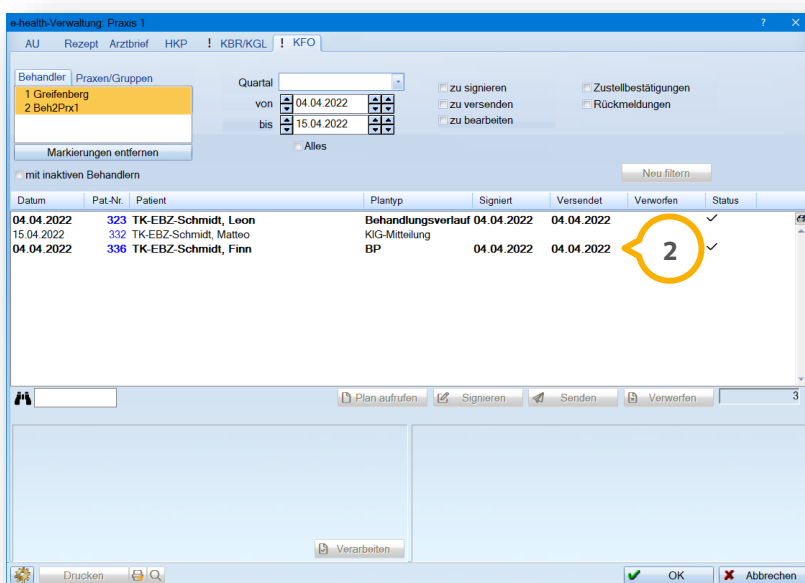 e-health-Verwaltung: Praxis 1 ? X
AU Rezept Arztbrief HKP ! KBR/KGL ! KFO
Behandler Praxen/Gruppen
1 Greifenberg
2 Beh2Prx1
Markierungen entfernen
mit inaktiven Behandlern
Quartal
von 04.04.2022
bis 15.04.2022
Alles
zu signieren
zu versenden
zu bearbeiten
Zustellbestätigungen
Rückmeldungen
Neu filtern
Datum Pat-Nr. Patient Plantyp Signiert Versendet Verworfen Status
04.04.2022 323 TK-EBZ-Schmidt, Leon Behandlungsverlauf 04.04.2022 04.04.2022
15.04.2022 332 TK-EBZ-Schmidt, Matteo KIG-Mitteilung
04.04.2022 336 TK-EBZ-Schmidt, Finn BP 04.04.2022 04.04.2022
2
Plan aufrufen Signieren Senden Verwerfen 3
Verarbeiten
Drucken OK Abbrechen